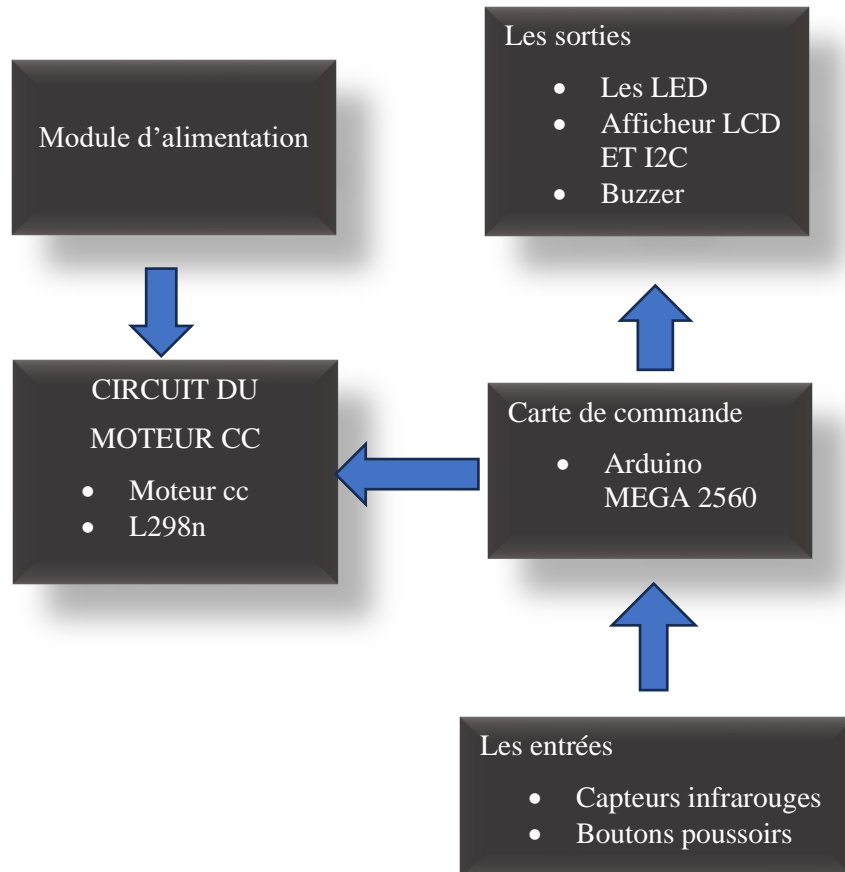 Module d'alimentation
Les sorties
• Les LED
• Afficheur LCD
ET I2C
• Buzzer
CIRCUIT DU
MOTEUR CC
• Moteur cc
• L298n
Carte de commande
• Arduino
MEGA 2560
Les entrées
• Capteurs infrarouges
• Boutons poussoirs